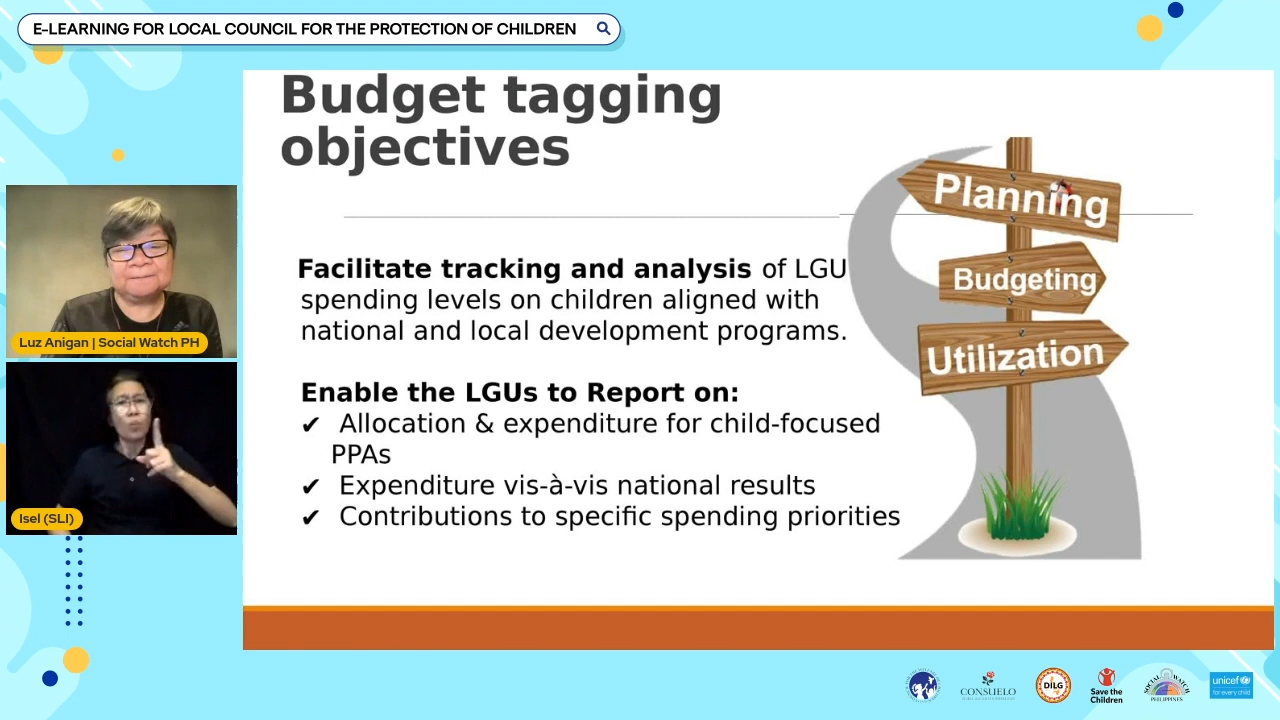 E-LEARNING FOR LOCAL COUNCIL FOR THE PROTECTION OF CHILDREN
Budget tagging
objectives
Planning
Budgeting
Utilization
Facilitate tracking and analysis of LGU
spending levels on children aligned with
national and local development programs.
Enable the LGUs to Report on:
✔ Allocation & expenditure for child-focused
PPAs
✔ Expenditure vis-à-vis national results
✔ Contributions to specific spending priorities
Luz Anigan | Social Watch PH
Isel (SLI)
CONSUELO
DILG
Save the
Children
SOCIAL WATCH
PHILIPPINES
unicef
for every child